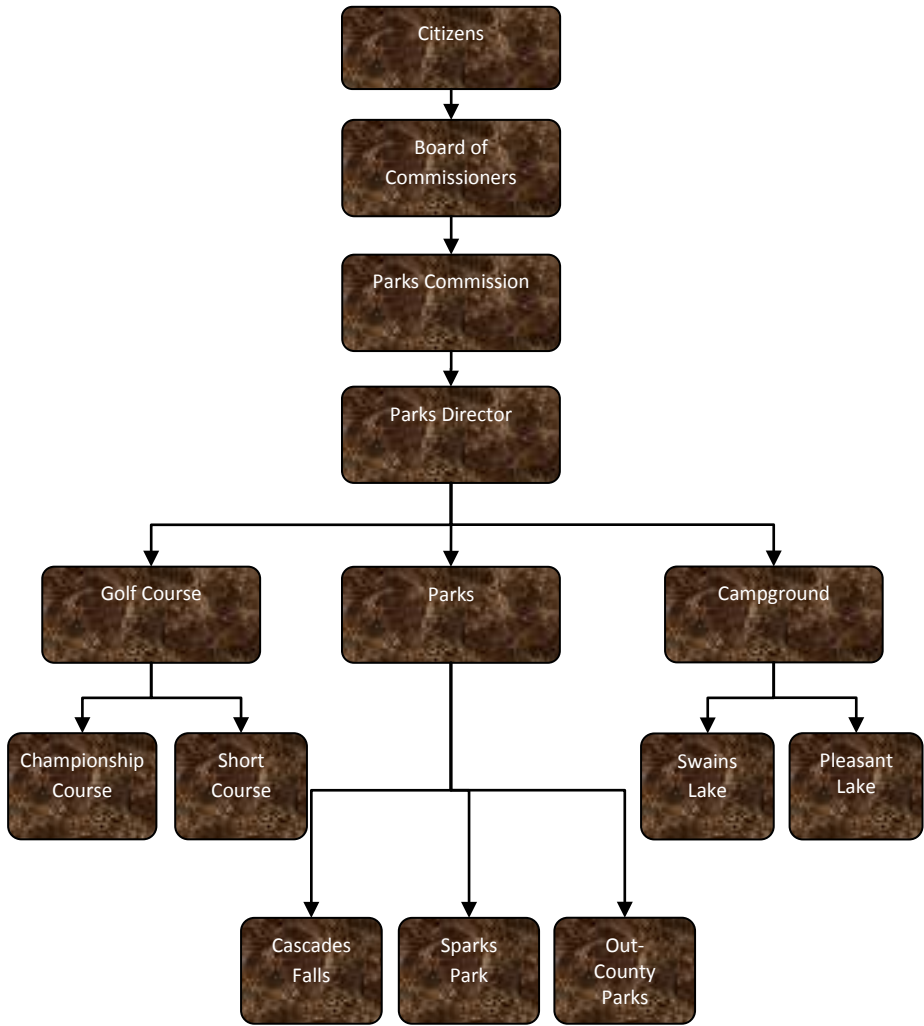 Citizens
Board of
Commissioners
Parks Commission
Parks Director
Golf Course
Parks
Campground
Championship
Course
Short
Course
Swains
Lake
Pleasant
Lake
Cascades
Falls
Sparks
Park
Out-
County
Parks